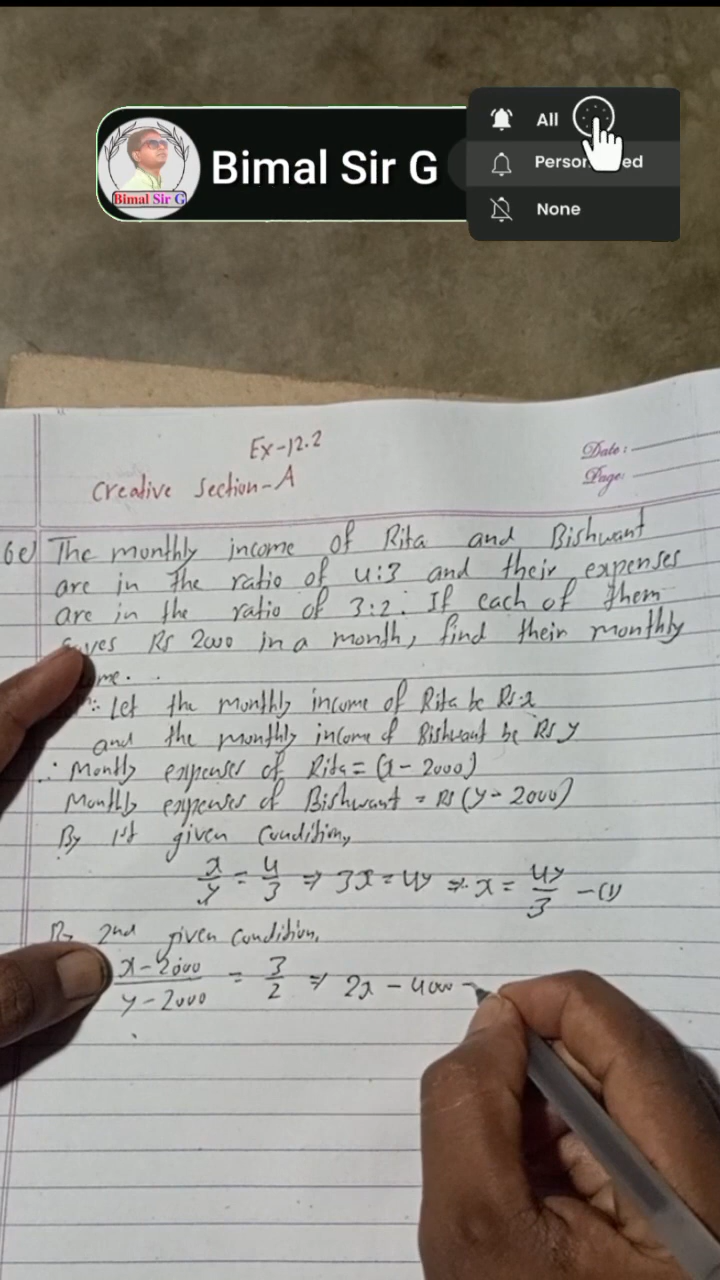 All
Bimal Sir G
Bimal Sir G
None
Ex-12.2
Date:
Page:
Creative Section-A
6e) The monthly income of Rita and Bishwant
are in the ratio of 4:3 and their expenses
are in the ratio of 3:2. If each of them
Rs 2000 in a month, find their monthly
Let the monthly income of Rita be Rs.x
and the monthly income of Bishwant be Rs y
∴ Monthly expenses of Rita = (x - 2000)
Monthly expenses of Bishwant = Rs (y - 2000)
By 1st given condition,
x/y = 4/3 ⇒ 3x = 4y ⇒ x = 4y/3 - (1)
2nd given condition,
x - 2000 / y - 2000 = 3/2 ⇒ 2x - 4000 -